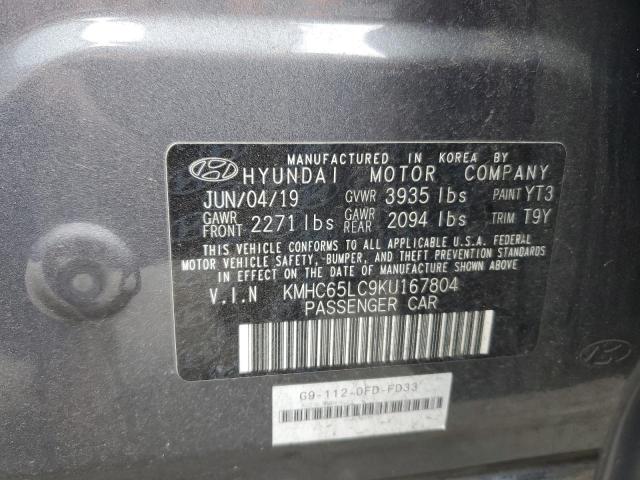 MANUFACTURED IN KOREA BY
HYUNDAI MOTOR COMPANY
JUN/04/19 GVWR 3935 lbs PAINT YT3
GAWR FRONT 2271 lbs GAWR REAR 2094 lbs TRIM T9Y
THIS VEHICLE CONFORMS TO ALL APPLICABLE U.S.A. FEDERAL
MOTOR VEHICLE SAFETY, BUMPER, AND THEFT PREVENTION STANDARDS
IN EFFECT ON THE DATE OF MANUFACTURE SHOWN ABOVE.
V.I.N KMHC65LC9KU167804
PASSENGER CAR
G9-112-0FD-FD33